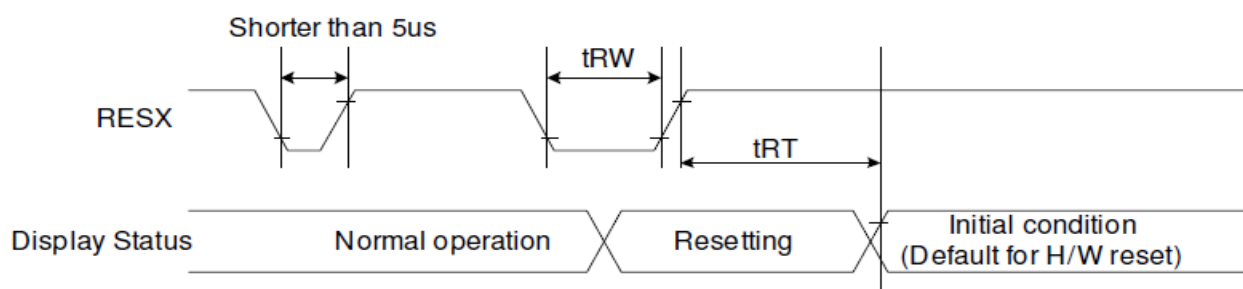 Shorter than 5us
tRW
RESX
tRT
Display Status
Normal operation
Resetting
Initial condition
(Default for H/W reset)